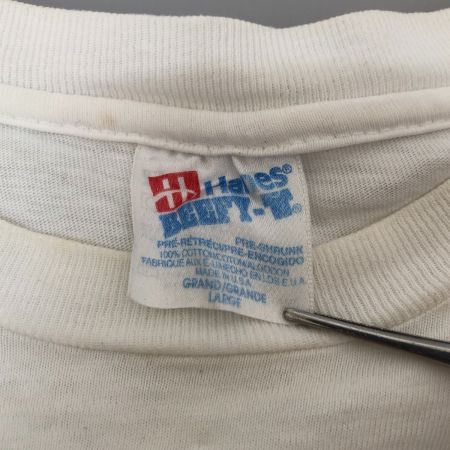 H Hanes®
BEEFY-T®
PRE-SHRUNK
PRÉ-RÉTRÉCI/PRE-ENCOGIDO
100% COTTON/COTON/ALGODON
MADE IN U.S.A.
FABRIQUÉ AUX É.-U./HECHO EN LOS E.U.A.
GRAND/GRANDE
LARGE